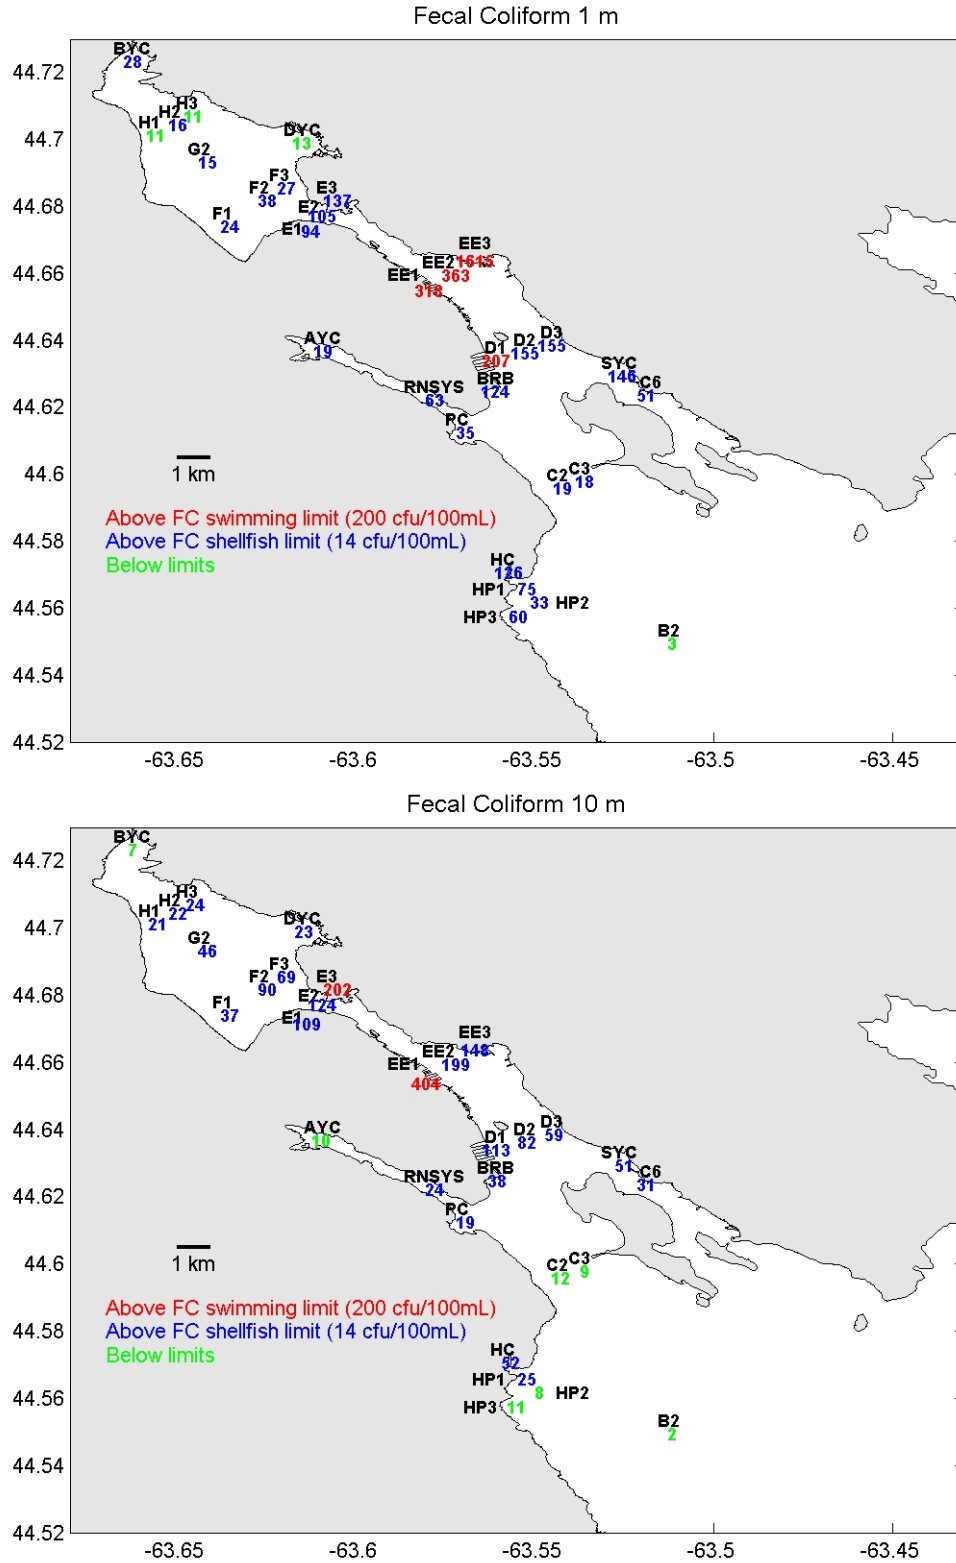 Fecal Coliform 1 m
44.72
44.7
44.68
44.66
44.64
44.62
44.6
44.58
44.56
44.54
44.52
-63.65
-63.6
-63.55
-63.5
-63.45
BYC
28
H3
11
H2
16
H1
11
DYC
13
G2
15
F3
27
F2
38
E3
137
E2
105
F1
24
E1 94
EE3
1615
EE2
363
EE1
318
D3
155
D2
155
D1
207
AYC
19
SYC
146
BRB
124
C6
51
RNSYS
63
PC
35
C3
18
C2
19
1 km
Above FC swimming limit (200 cfu/100mL)
Above FC shellfish limit (14 cfu/100mL)
Below limits
HC
126
HP1 75
33 HP2
HP3 60
B2
3
Fecal Coliform 10 m
44.72
44.7
44.68
44.66
44.64
44.62
44.6
44.58
44.56
44.54
44.52
-63.65
-63.6
-63.55
-63.5
-63.45
BYC
7
H3
24
H2
22
H1
21
DYC
23
G2
46
F3
69
F2
90
E3
202
E2
124
F1
37
E1
109
EE3
148
EE2
199
EE1
404
D3
59
D2
82
D1
113
AYC
10
SYC
51
BRB
38
C6
31
RNSYS
24
PC
19
C3
9
C2
12
1 km
Above FC swimming limit (200 cfu/100mL)
Above FC shellfish limit (14 cfu/100mL)
Below limits
HC
52
HP1 25
8 HP2
HP3 11
B2
2